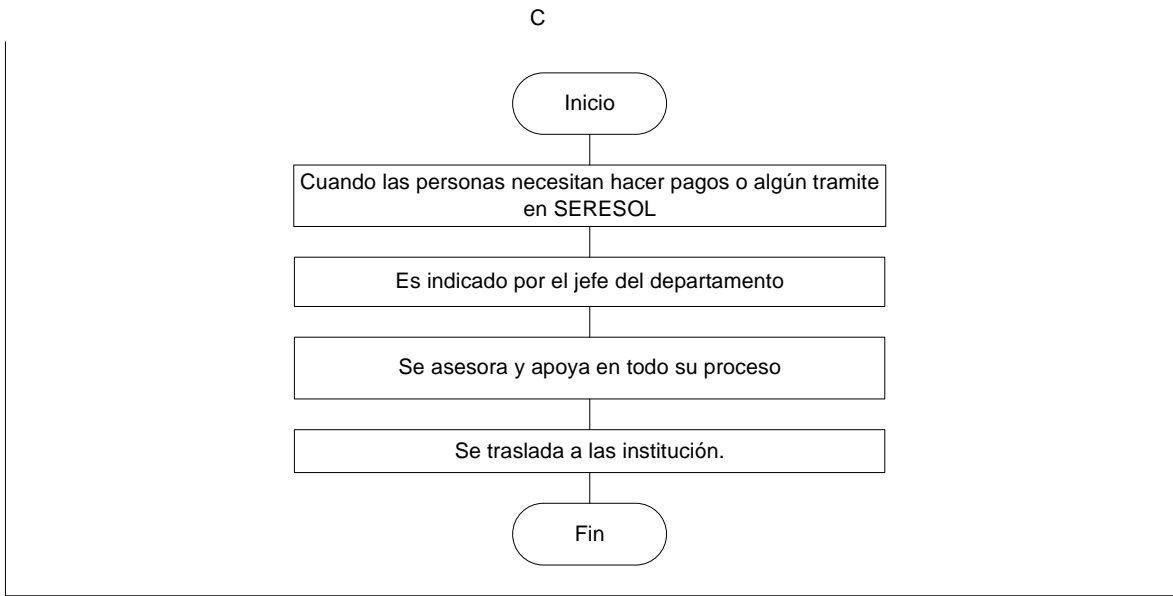 C
Inicio
Cuando las personas necesitan hacer pagos o algún tramite
en SERESOL
Es indicado por el jefe del departamento
Se asesora y apoya en todo su proceso
Se traslada a las institución.
Fin